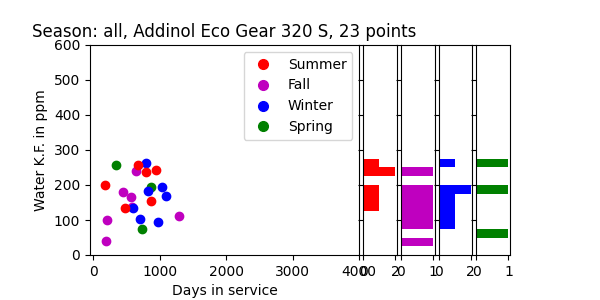 Season: all, Addinol Eco Gear 320 S, 23 points
Water K.F. in ppm
600
500
400
300
200
100
0
Summer
Fall
Winter
Spring
0 1000 2000 3000 4000 0 2 0 1 0 2 0 1
Days in service